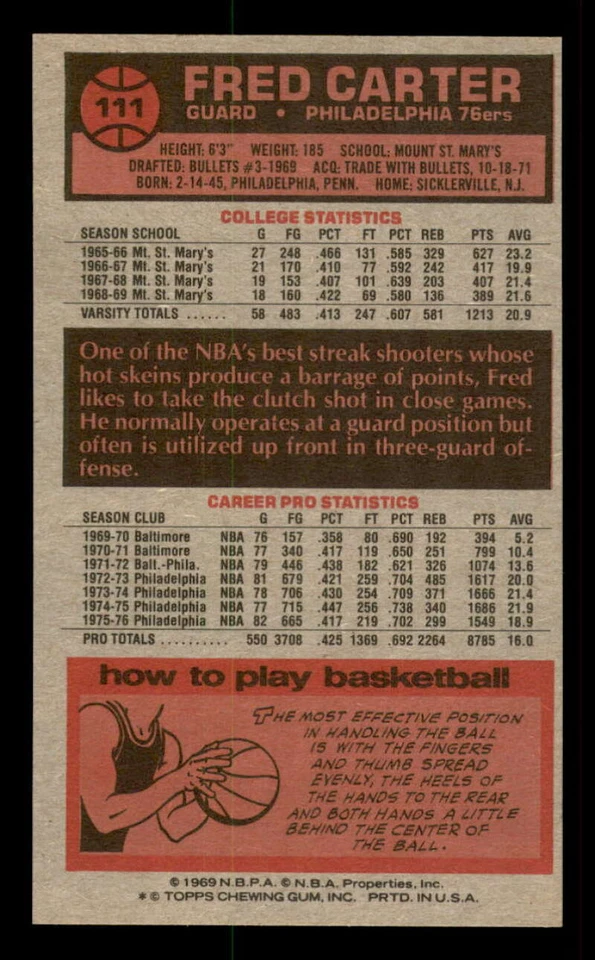 111
FRED CARTER
GUARD • PHILADELPHIA 76ers
HEIGHT: 6'3" WEIGHT: 185 SCHOOL: MOUNT ST. MARY'S
DRAFTED: BULLETS #3-1969 ACQ: TRADE WITH BULLETS, 10-18-71
BORN: 2-14-45, PHILADELPHIA, PENN. HOME: SICKLERVILLE, N.J.
COLLEGE STATISTICS
SEASON SCHOOL G FG PCT FT PCT REB PTS AVG
1965-66 Mt. St. Mary's 27 248 .466 131 .585 329 627 23.2
1966-67 Mt. St. Mary's 21 170 .410 77 .592 242 417 19.9
1967-68 Mt. St. Mary's 19 153 .407 101 .639 203 407 21.4
1968-69 Mt. St. Mary's 18 160 .422 69 .580 136 389 21.6
VARSITY TOTALS ...... 58 483 .413 247 .607 581 1213 20.9
One of the NBA's best streak shooters whose
hot skeins produce a barrage of points, Fred
likes to take the clutch shot in close games.
He normally operates at a guard position but
often is utilized up front in three-guard of-
fense.
CAREER PRO STATISTICS
SEASON CLUB G FG PCT FT PCT REB PTS AVG
1969-70 Baltimore NBA 76 157 .358 80 .690 192 394 5.2
1970-71 Baltimore NBA 77 340 .417 119 .650 251 799 10.4
1971-72 Balt.-Phila. NBA 79 446 .438 182 .621 326 1074 13.6
1972-73 Philadelphia NBA 81 679 .421 259 .704 485 1617 20.0
1973-74 Philadelphia NBA 78 706 .430 254 .709 371 1666 21.4
1974-75 Philadelphia NBA 77 715 .447 256 .738 340 1686 21.9
1975-76 Philadelphia NBA 82 665 .417 219 .702 299 1549 18.9
PRO TOTALS .......... 550 3708 .425 1369 .692 2264 8785 16.0
how to play basketball
THE MOST EFFECTIVE POSITION
IN HANDLING THE BALL
IS WITH THE FINGERS
AND THUMB SPREAD
EVENLY, THE HEELS OF
THE HANDS TO THE REAR
AND BOTH HANDS A LITTLE
BEHIND THE CENTER OF
THE BALL.
© 1969 N.B.P.A. © N.B.A. Properties, Inc.
* © TOPPS CHEWING GUM, INC. PRTD. IN U.S.A.